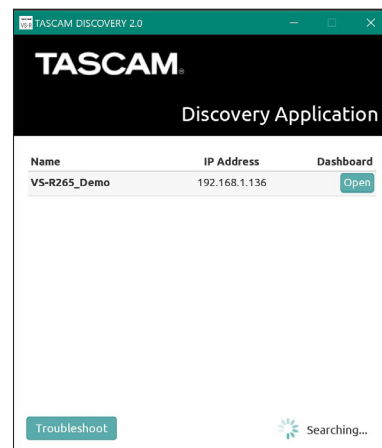 TASCAM DISCOVERY 2.0
TASCAM
Discovery Application
Name IP Address Dashboard
VS-R265_Demo 192.168.1.136 Open
Troubleshoot Searching...